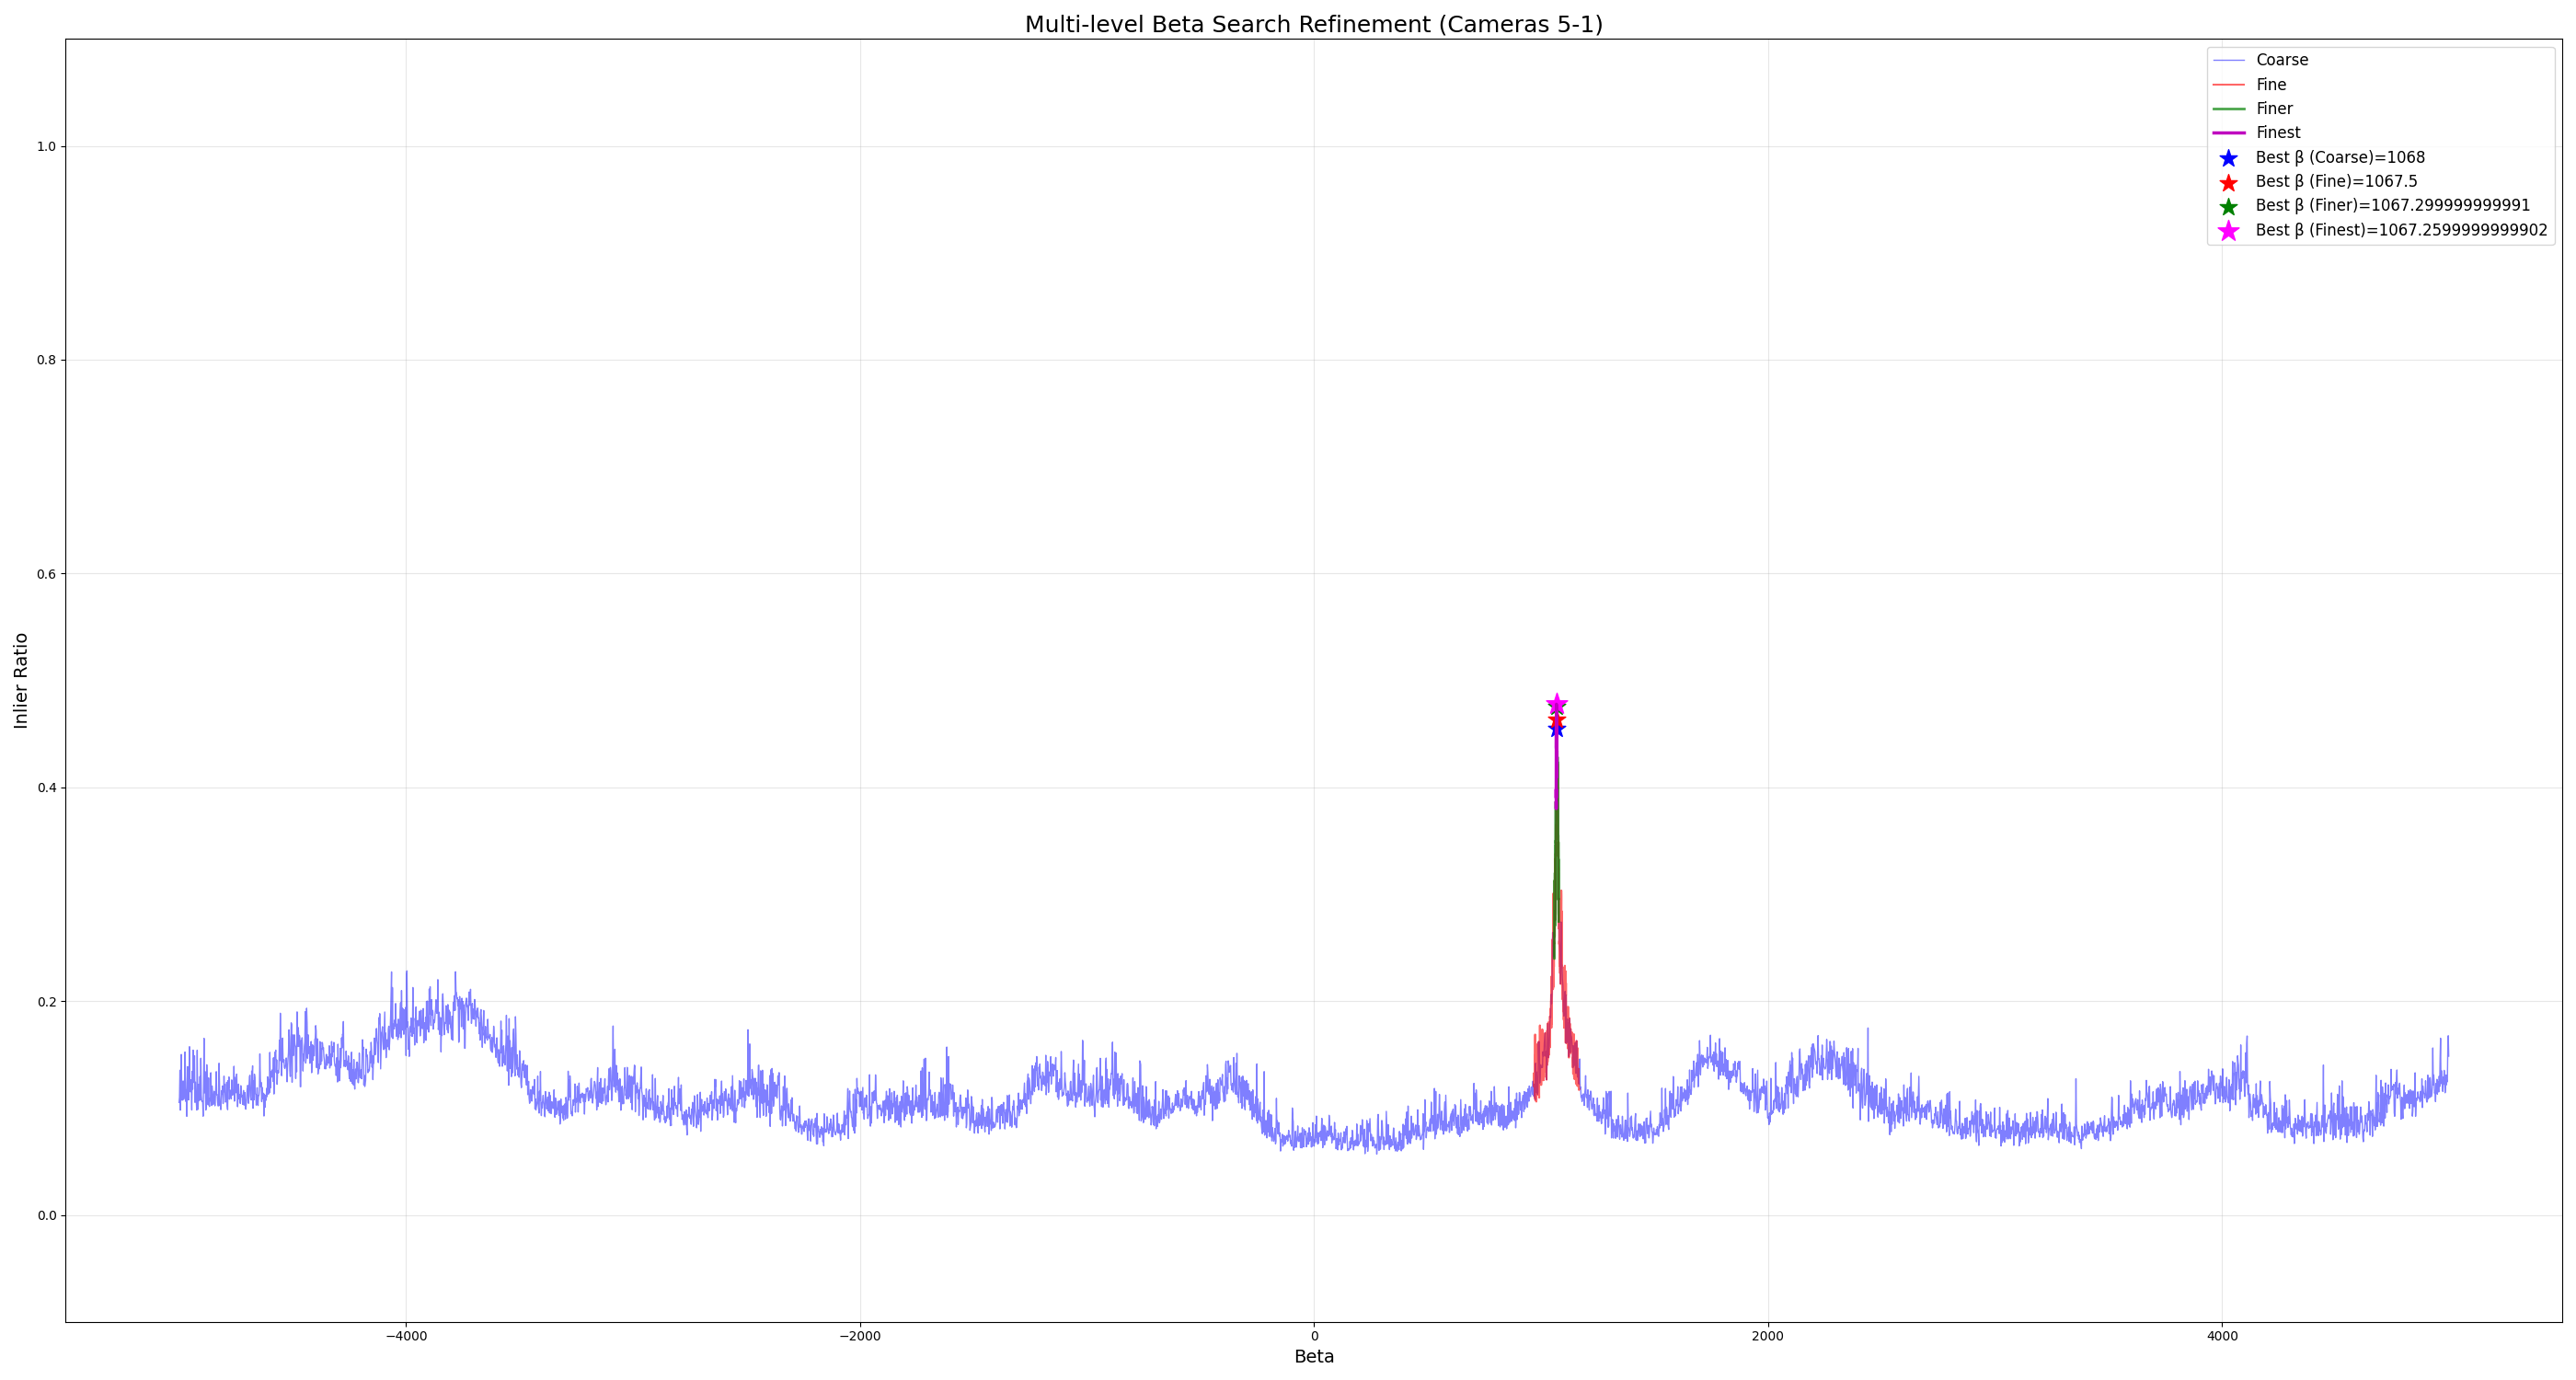 Multi-level Beta Search Refinement (Cameras 5-1)
Coarse
Fine
Finer
Finest
Best β (Coarse)=1068
Best β (Fine)=1067.5
Best β (Finer)=1067.299999999991
Best β (Finest)=1067.2599999999902
Inlier Ratio
1.0
0.8
0.6
0.4
0.2
0.0
−4000
−2000
0
2000
4000
Beta